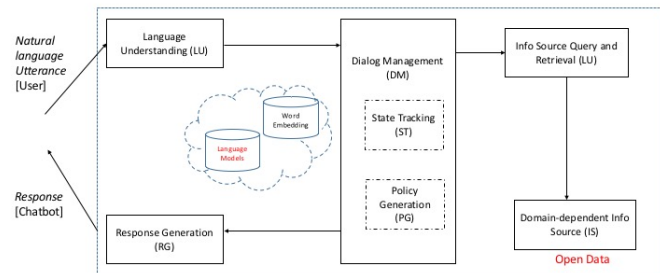 Natural
language
Utterance
[User]
Language
Understanding (LU)
Dialog Management
(DM)
Info Source Query and
Retrieval (LU)
Word
Embedding
Language
Models
State Tracking
(ST)
Policy
Generation
(PG)
Response
[Chatbot]
Response Generation
(RG)
Domain-dependent Info
Source (IS)
Open Data